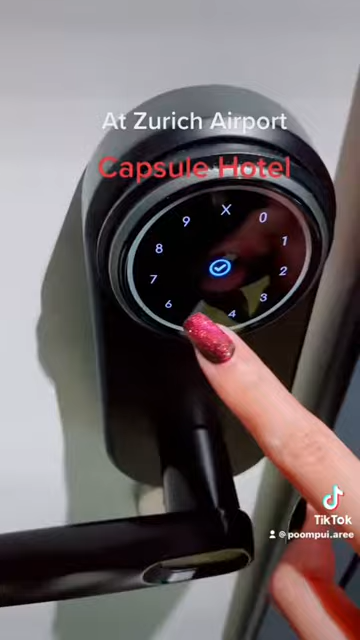 At Zurich Airport
Capsule Hotel
X
9 0
8 1
7 2
6 3
4
TikTok
@poompui.aree